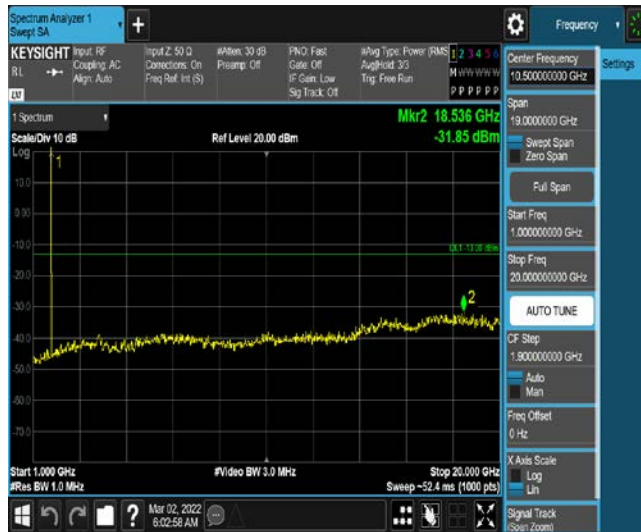 Spectrum Analyzer 1
Swept SA
Frequency
KEYSIGHT
RL
LXI
Input: RF
Coupling: AC
Align: Auto
Input Z: 50 Ω
Corrections: On
Freq Ref: Int (S)
#Atten: 30 dB
Preamp: Off
PNO: Fast
Gate: Off
IF Gain: Low
Sig Track: Off
#Avg Type: Power (RMS
Avg|Hold: 3/3
Trig: Free Run
1 2 3 4 5 6
M W W W W W
P P P P P P
1 Spectrum
Scale/Div 10 dB
Ref Level 20.00 dBm
Mkr2 18.536 GHz
-31.85 dBm
Log
1
10.0
0.00
-10.0
DL1 -13.00 dBm
-20.0
-30.0
2
-40.0
-50.0
-60.0
-70.0
Start 1.000 GHz
#Video BW 3.0 MHz
Stop 20.000 GHz
#Res BW 1.0 MHz
Sweep ~52.4 ms (1000 pts)
Mar 02, 2022
6:02:58 AM
?
Center Frequency
10.500000000 GHz
Settings
Span
19.0000000 GHz
Swept Span
Zero Span
Full Span
Start Freq
1.000000000 GHz
Stop Freq
20.000000000 GHz
AUTO TUNE
CF Step
1.900000000 GHz
Auto
Man
Freq Offset
0 Hz
X Axis Scale
Log
Lin
Signal Track
(Span Zoom)